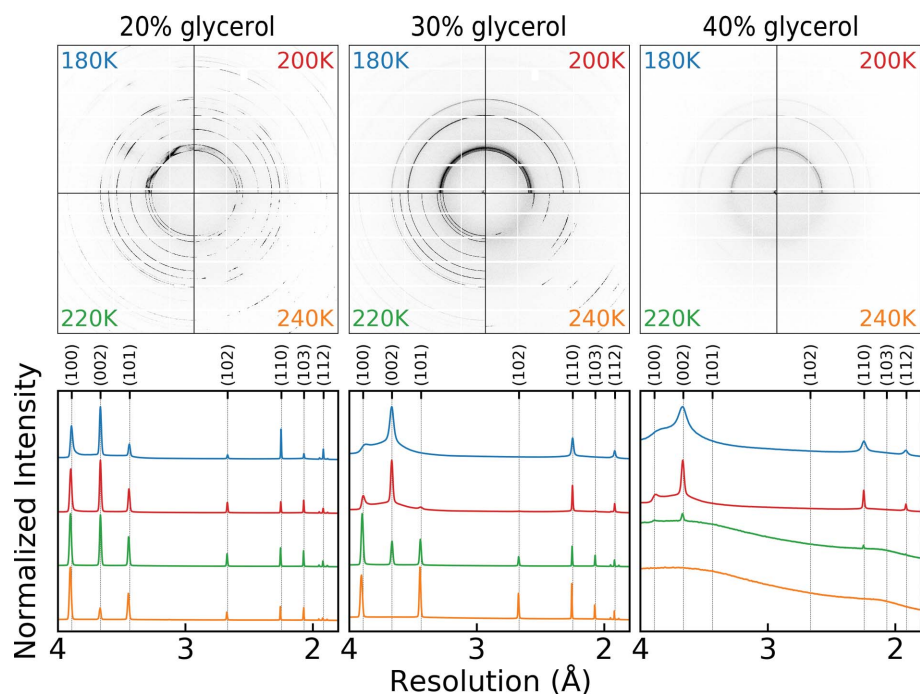 20% glycerol 30% glycerol 40% glycerol
180K 200K 180K 200K 180K 200K
220K 240K 220K 240K 220K 240K
(100) (002) (101) (102) (110) (103) (112) (100) (002) (101) (102) (110) (103) (112) (100) (002) (101) (102) (110) (103) (112)
Normalized Intensity
4 3 2 4 3 2 4 3 2
Resolution (Å)